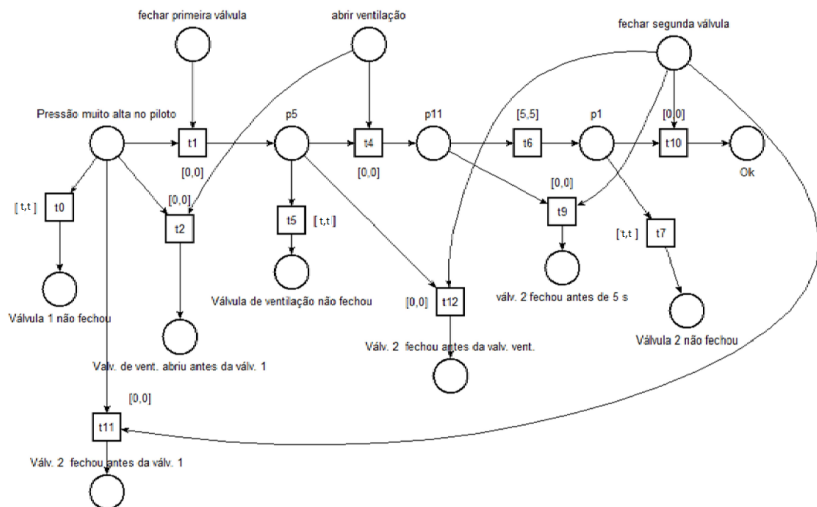 fechar primeira válvula
abrir ventilação
fechar segunda válvula
Pressão muito alta no piloto
p5
p11
[5,5]
p1
[0,0]
t1
t4
t6
t10
[0,0]
[0,0]
Ok
[ t,t ]
t0
[0,0]
t2
t5
[ t,t ]
[0,0]
t9
[ t,t ]
t7
Válvula 1 não fechou
Válvula de ventilação não fechou
[0,0]
t12
válv. 2 fechou antes de 5 s
Válvula 2 não fechou
Valv. de vent. abriu antes da válv. 1
Válv. 2 fechou antes da valv. vent.
[0,0]
t11
Válv. 2 fechou antes da válv. 1